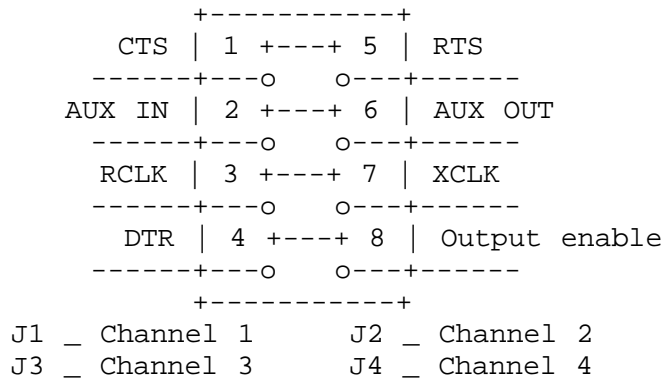 +-----------+
CTS | 1 +---+ 5 | RTS
------+---o o---+------
AUX IN | 2 +---+ 6 | AUX OUT
------+---o o---+------
RCLK | 3 +---+ 7 | XCLK
------+---o o---+------
DTR | 4 +---+ 8 | Output enable
------+---o o---+------
+-----------+
J1 _ Channel 1 J2 _ Channel 2
J3 _ Channel 3 J4 _ Channel 4